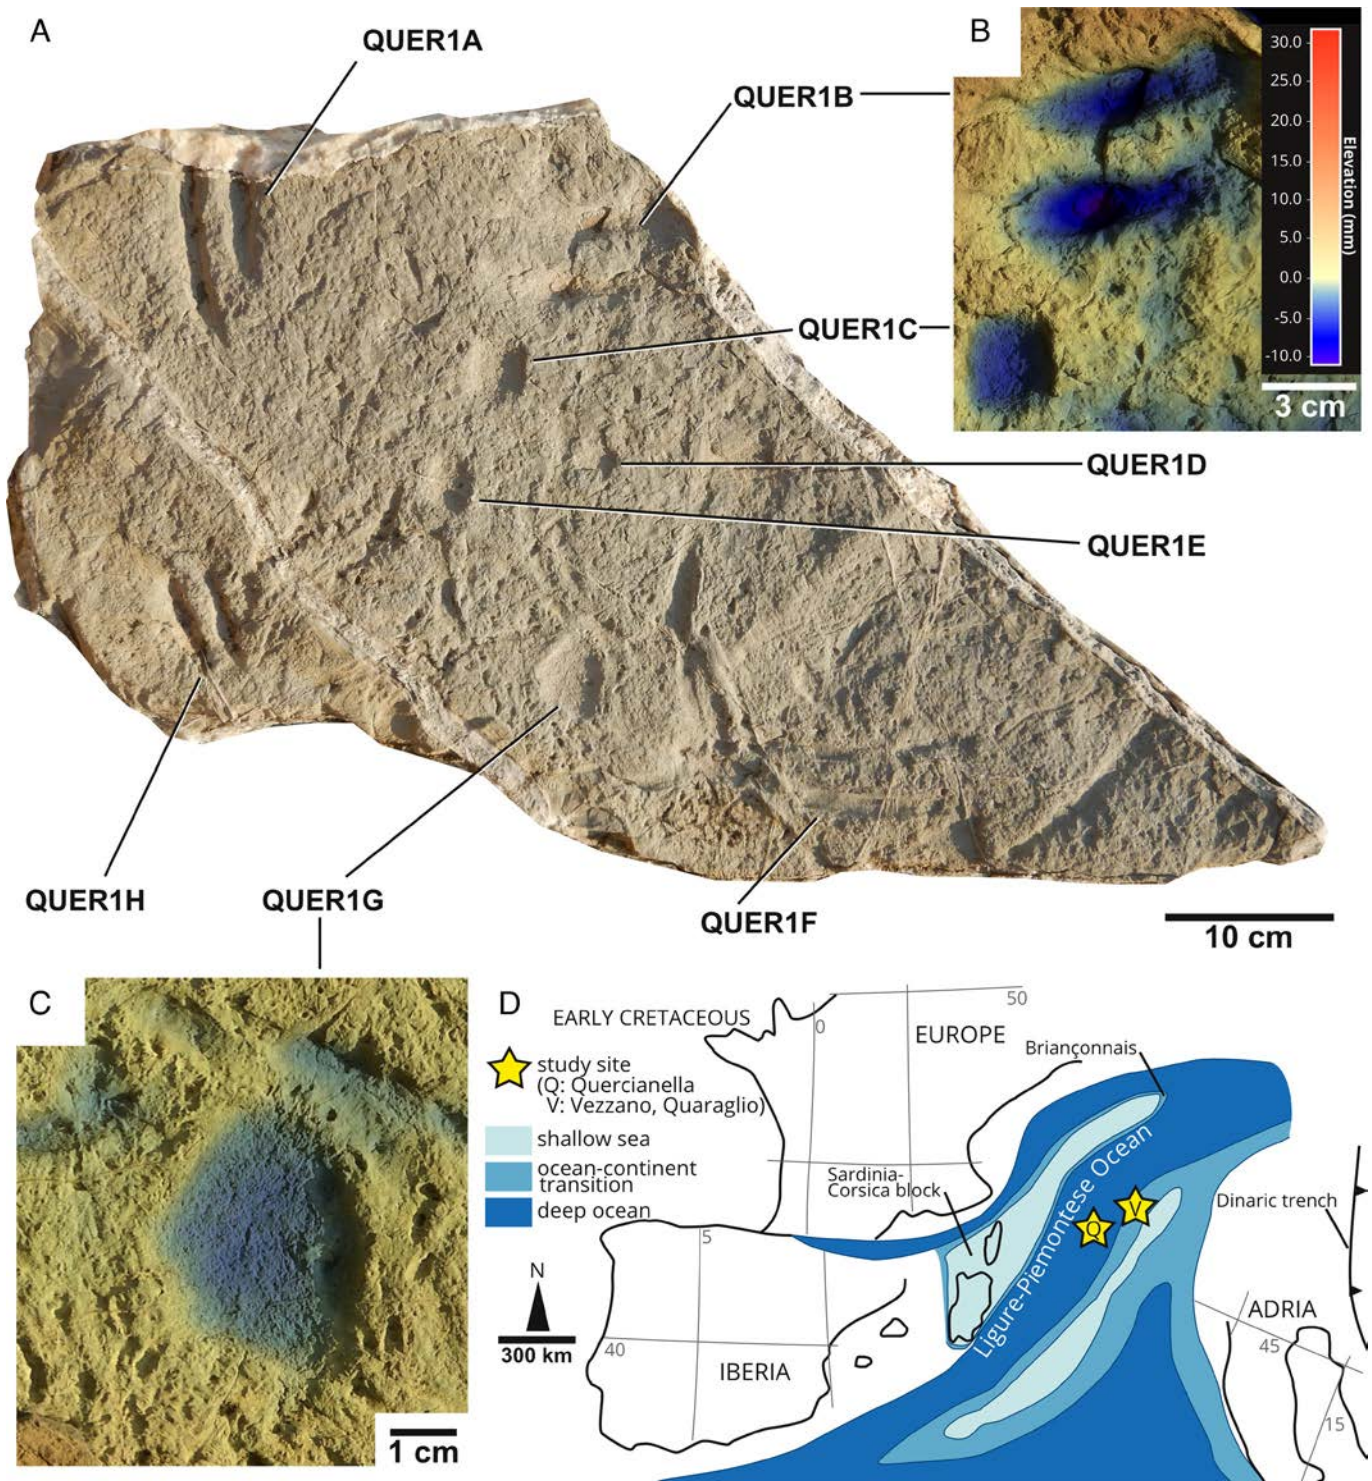 A
QUER1A
QUER1B
QUER1C
QUER1D
QUER1E
QUER1H
QUER1G
QUER1F
10 cm
B
30.0
25.0
20.0
15.0
10.0
5.0
0.0
-5.0
-10.0
Elevation (mm)
3 cm
C
1 cm
D
EARLY CRETACEOUS
study site
(Q: Quercianella
V: Vezzano, Quaraglio)
shallow sea
ocean-continent
transition
deep ocean
N
300 km
0
50
EUROPE
Briançonnais
Sardinia-
Corsica block
Ligure-Piemontese Ocean
Q
V
Dinaric trench
ADRIA
45
15
5
40
IBERIA